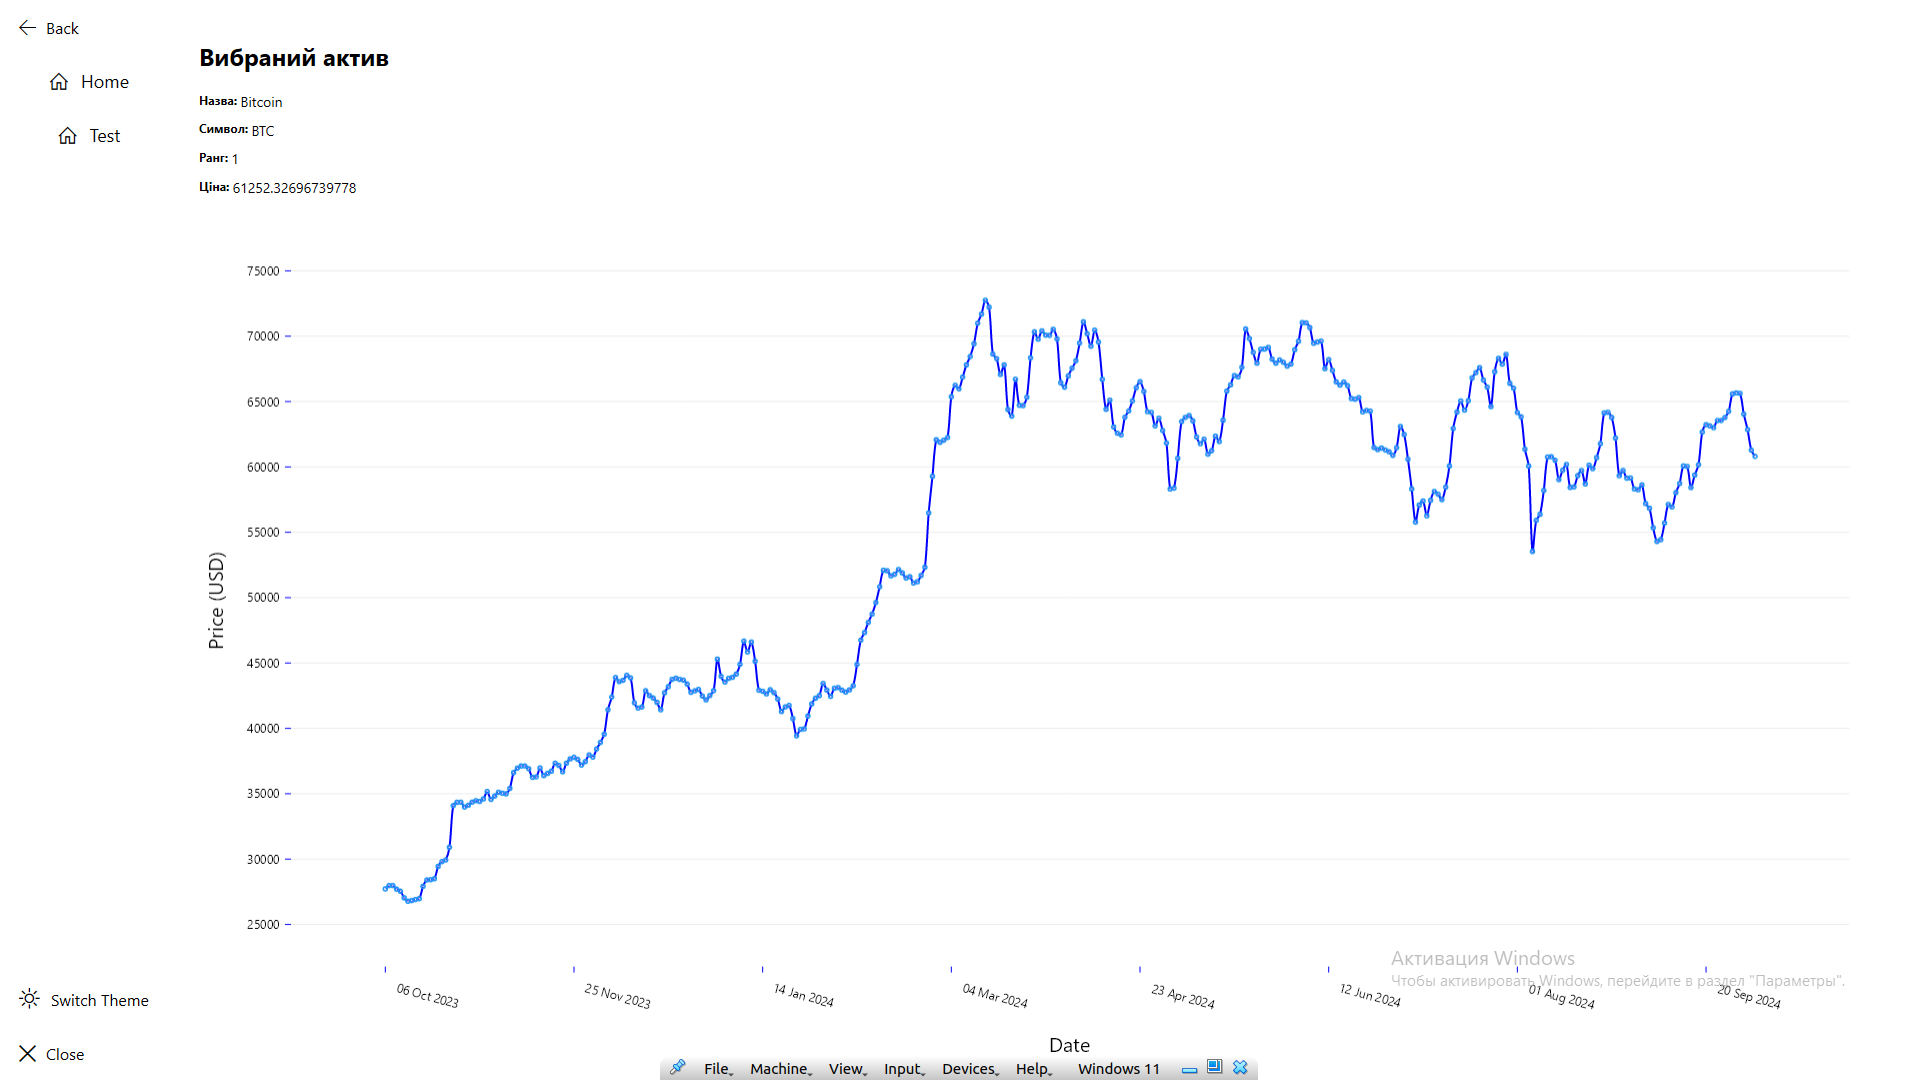 Back
Вибраний актив
Home
Назва: Bitcoin
Символ: BTC
Test
Ранг: 1
Ціна: 61252.32696739778
75000
70000
65000
60000
55000
50000
45000
40000
35000
30000
25000
Price (USD)
Активация Windows
Чтобы активировать Windows, перейдите в раздел "Параметры".
06 Oct 2023
25 Nov 2023
14 Jan 2024
04 Mar 2024
23 Apr 2024
12 Jun 2024
01 Aug 2024
20 Sep 2024
Switch Theme
Date
Close
File Machine View Input Devices Help Windows 11